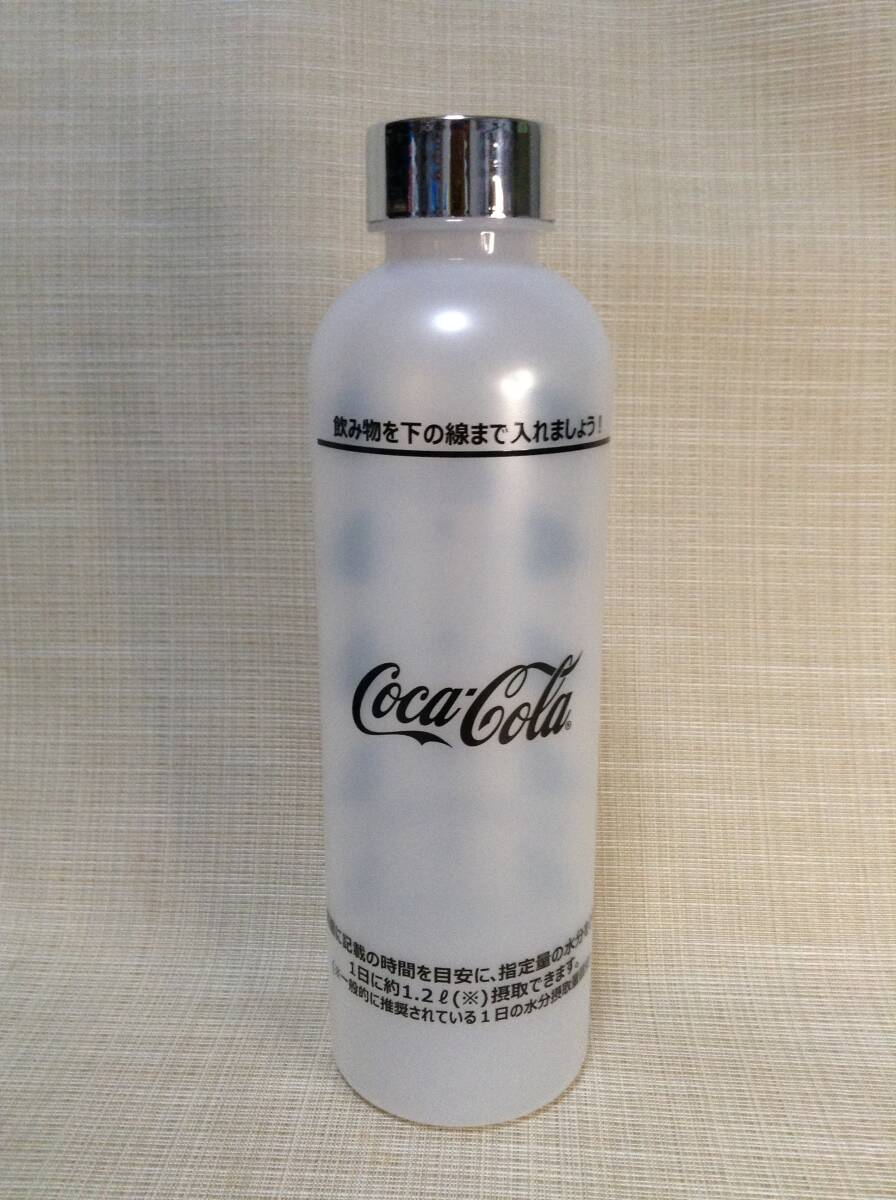 飲み物を下の線まで入れましょう！
Coca-Cola®
に記載の時間を目安に、指定量の水分
1日に約1.2ℓ(※)摂取できます。
(※一般的に推奨されている1日の水分摂取量